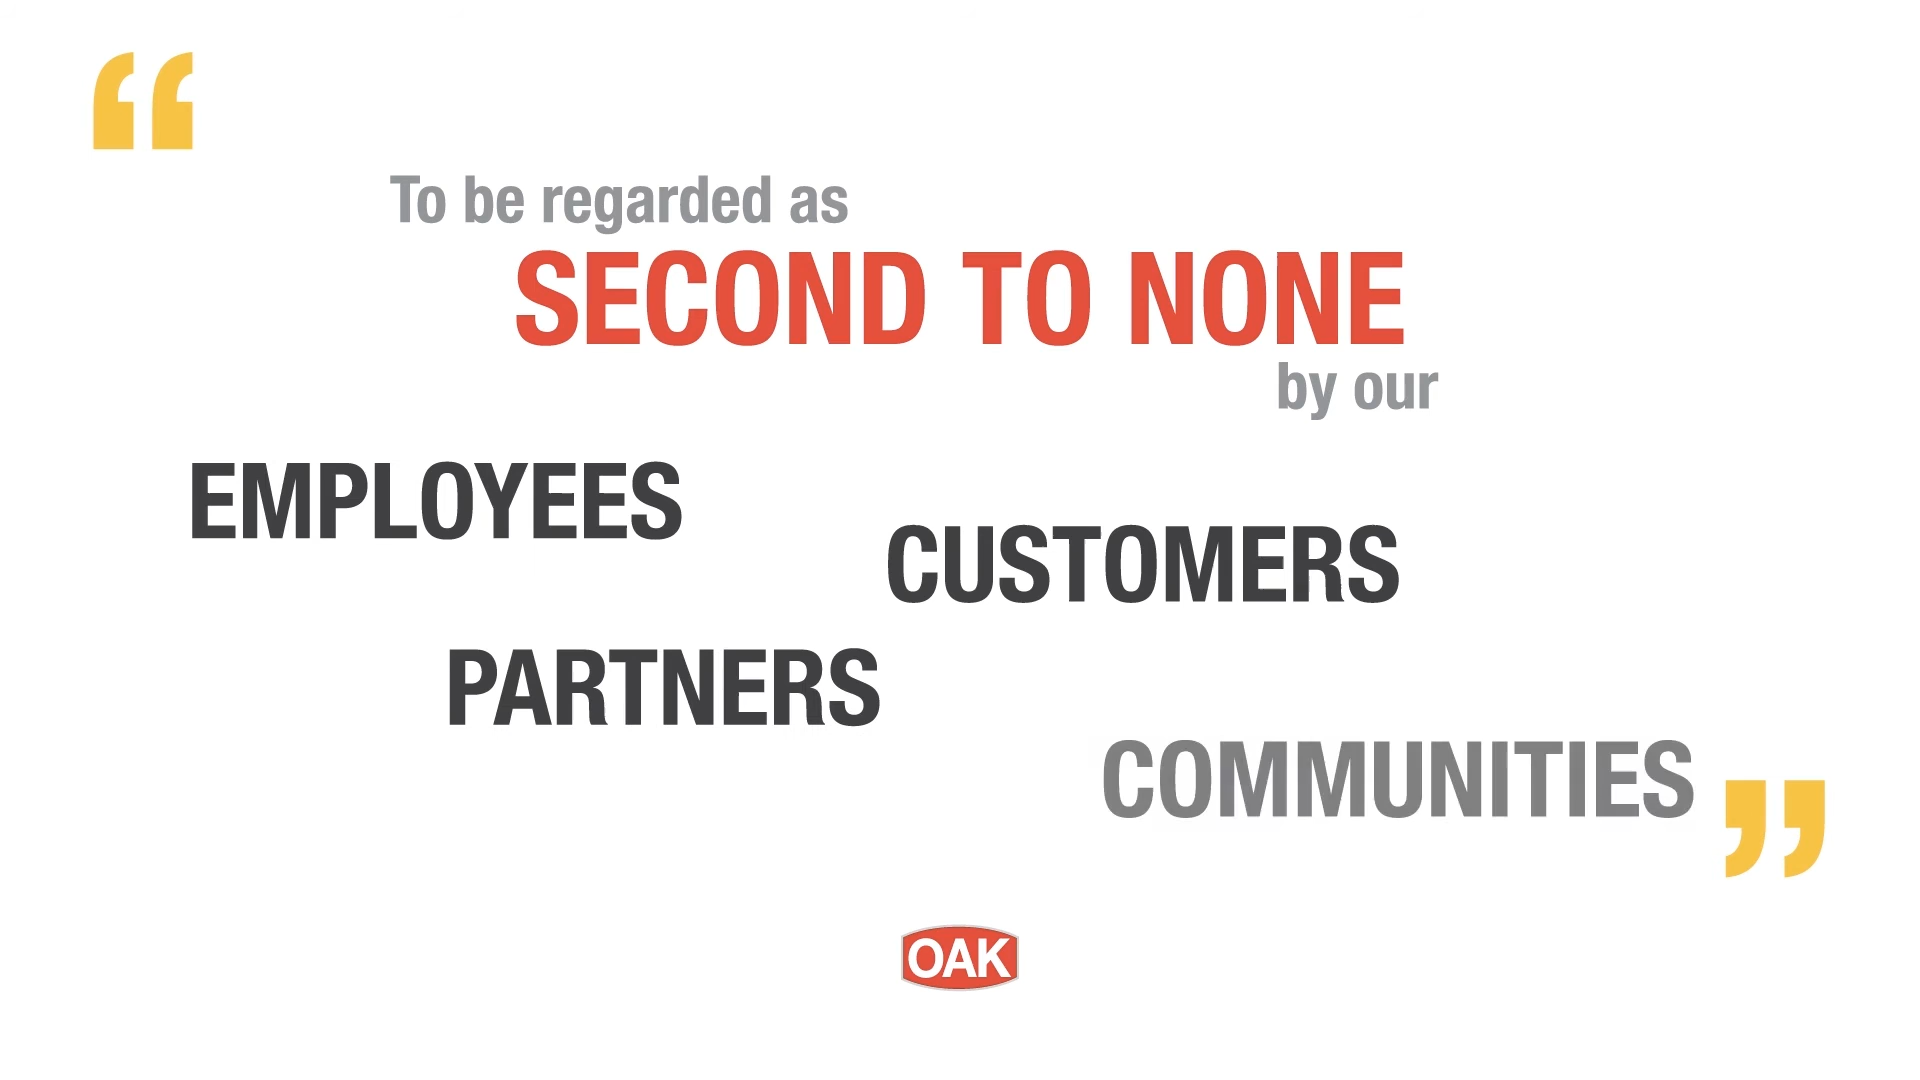 “
To be regarded as
SECOND TO NONE
by our
EMPLOYEES
CUSTOMERS
PARTNERS
COMMUNITIES ”
OAK